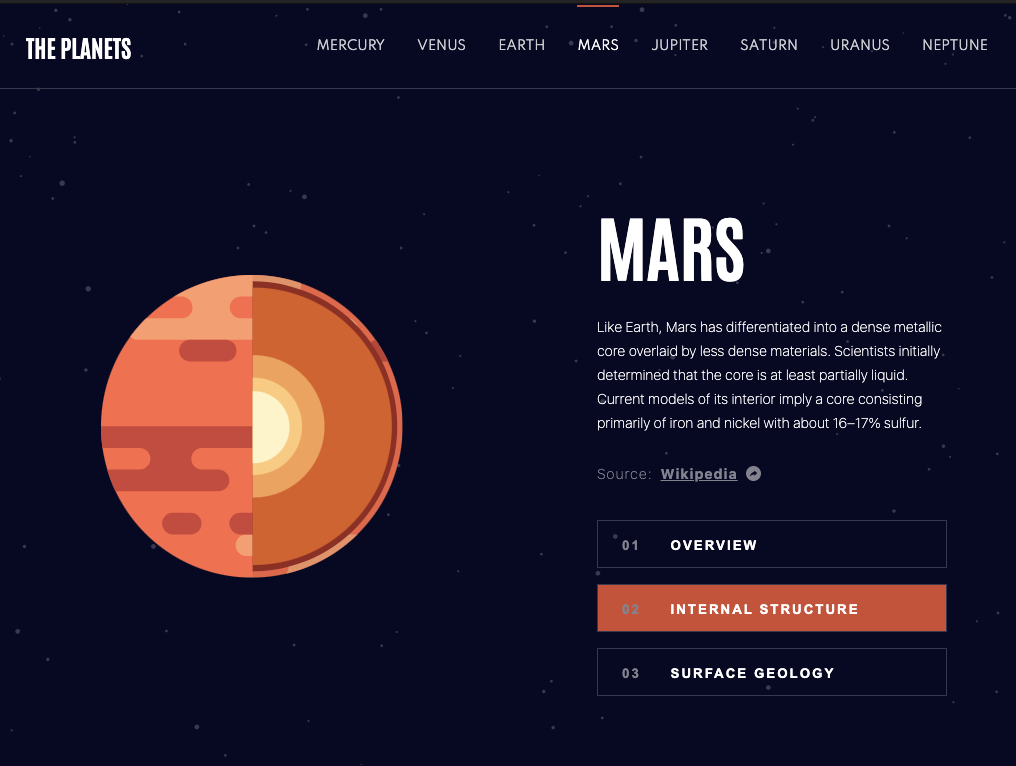 THE PLANETS
MERCURY VENUS EARTH MARS JUPITER SATURN URANUS NEPTUNE
MARS
Like Earth, Mars has differentiated into a dense metallic
core overlaid by less dense materials. Scientists initially
determined that the core is at least partially liquid.
Current models of its interior imply a core consisting
primarily of iron and nickel with about 16–17% sulfur.
Source: Wikipedia
01 OVERVIEW
02 INTERNAL STRUCTURE
03 SURFACE GEOLOGY